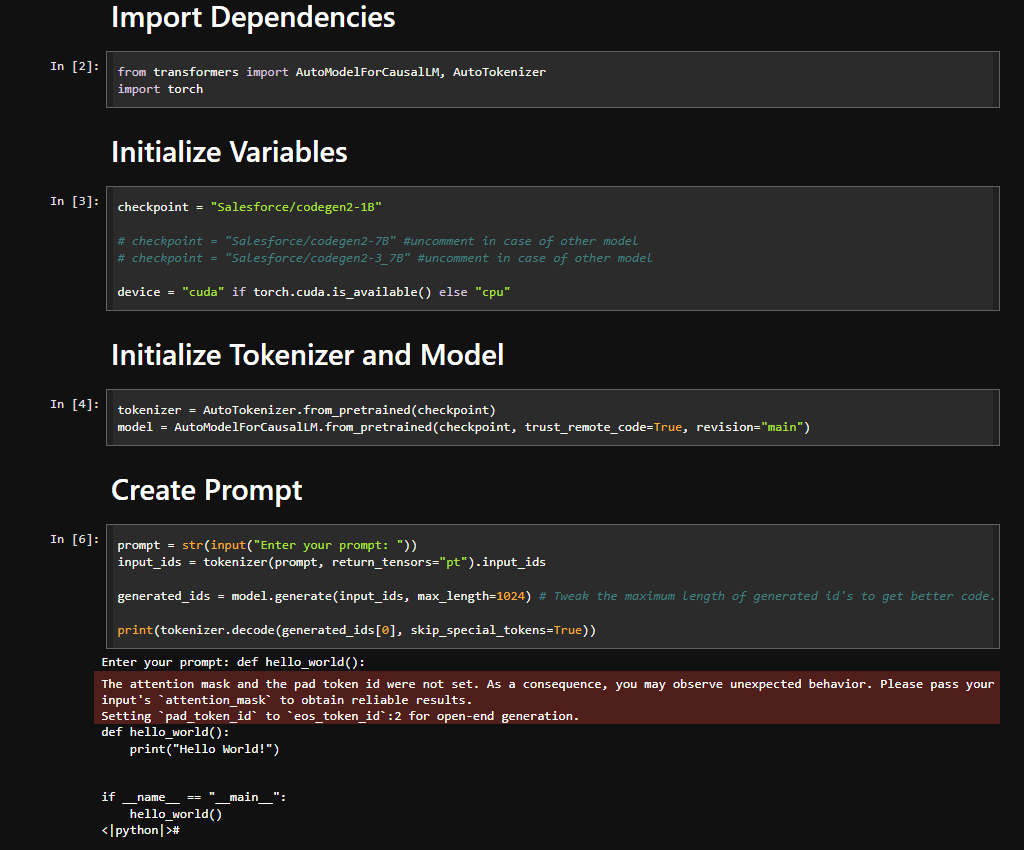 Import Dependencies
In [2]:
from transformers import AutoModelForCausalLM, AutoTokenizer
import torch
Initialize Variables
In [3]:
checkpoint = "Salesforce/codegen2-1B"
# checkpoint = "Salesforce/codegen2-7B" #uncomment in case of other model
# checkpoint = "Salesforce/codegen2-3_7B" #uncomment in case of other model
device = "cuda" if torch.cuda.is_available() else "cpu"
Initialize Tokenizer and Model
In [4]:
tokenizer = AutoTokenizer.from_pretrained(checkpoint)
model = AutoModelForCausalLM.from_pretrained(checkpoint, trust_remote_code=True, revision="main")
Create Prompt
In [6]:
prompt = str(input("Enter your prompt: "))
input_ids = tokenizer(prompt, return_tensors="pt").input_ids
generated_ids = model.generate(input_ids, max_length=1024) # Tweak the maximum length of generated id's to get better code.
print(tokenizer.decode(generated_ids[0], skip_special_tokens=True))
Enter your prompt: def hello_world():
The attention mask and the pad token id were not set. As a consequence, you may observe unexpected behavior. Please pass your
input's `attention_mask` to obtain reliable results.
Setting `pad_token_id` to `eos_token_id`:2 for open-end generation.
def hello_world():
    print("Hello World!")
if __name__ == "__main__":
    hello_world()
<|python|>#